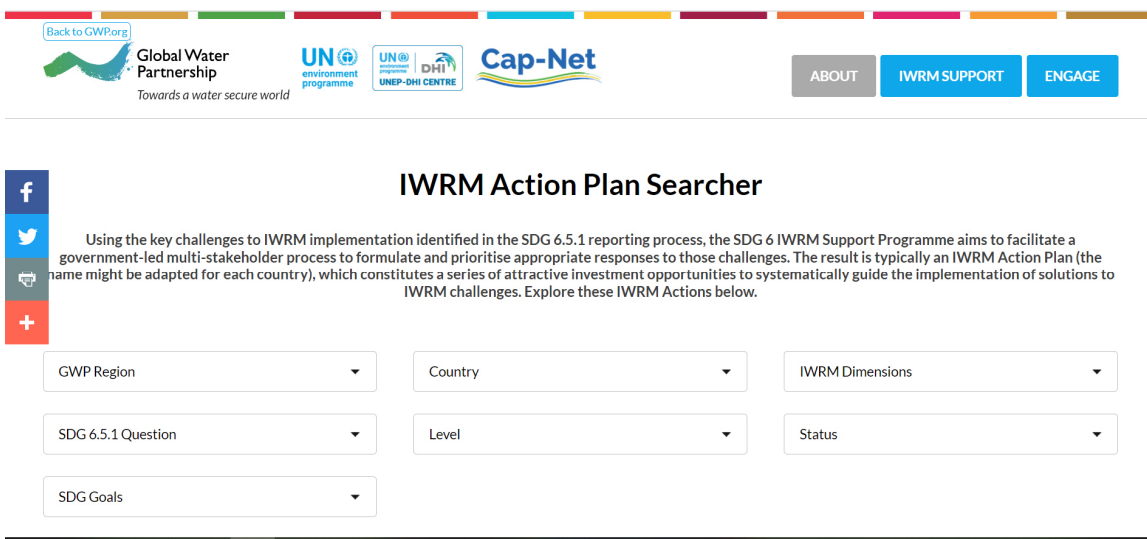 Back to GWP.org
Global Water
Partnership
Towards a water secure world
UN
environment
programme
UN
environment
programme
DHI
UNEP-DHI CENTRE
Cap-Net
ABOUT
IWRM SUPPORT
ENGAGE
IWRM Action Plan Searcher
Using the key challenges to IWRM implementation identified in the SDG 6.5.1 reporting process, the SDG 6 IWRM Support Programme aims to facilitate a
government-led multi-stakeholder process to formulate and prioritise appropriate responses to those challenges. The result is typically an IWRM Action Plan (the
name might be adapted for each country), which constitutes a series of attractive investment opportunities to systematically guide the implementation of solutions to
IWRM challenges. Explore these IWRM Actions below.
GWP Region
Country
IWRM Dimensions
SDG 6.5.1 Question
Level
Status
SDG Goals